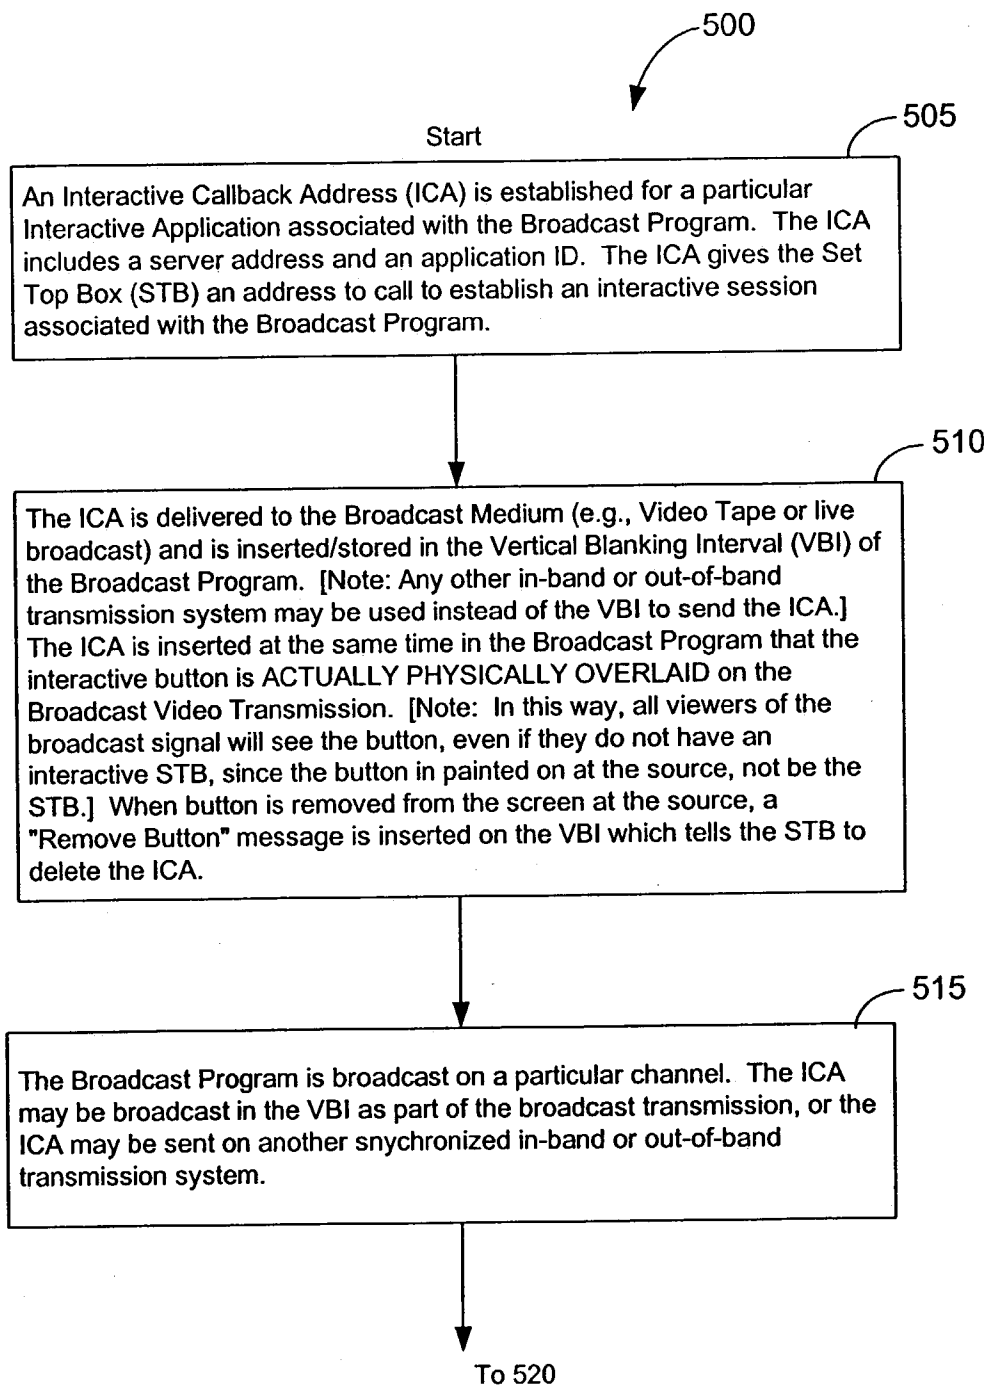 500
Start
505
An Interactive Callback Address (ICA) is established for a particular
Interactive Application associated with the Broadcast Program.  The ICA
includes a server address and an application ID.  The ICA gives the Set
Top Box (STB) an address to call to establish an interactive session
associated with the Broadcast Program.
510
The ICA is delivered to the Broadcast Medium (e.g., Video Tape or live
broadcast) and is inserted/stored in the Vertical Blanking Interval (VBI) of
the Broadcast Program.  [Note: Any other in-band or out-of-band
transmission system may be used instead of the VBI to send the ICA.]
The ICA is inserted at the same time in the Broadcast Program that the
interactive button is ACTUALLY PHYSICALLY OVERLAID on the
Broadcast Video Transmission.  [Note:  In this way, all viewers of the
broadcast signal will see the button, even if they do not have an
interactive STB, since the button in painted on at the source, not be the
STB.]  When button is removed from the screen at the source, a
"Remove Button" message is inserted on the VBI which tells the STB to
delete the ICA.
515
The Broadcast Program is broadcast on a particular channel.  The ICA
may be broadcast in the VBI as part of the broadcast transmission, or the
ICA may be sent on another snychronized in-band or out-of-band
transmission system.
To 520